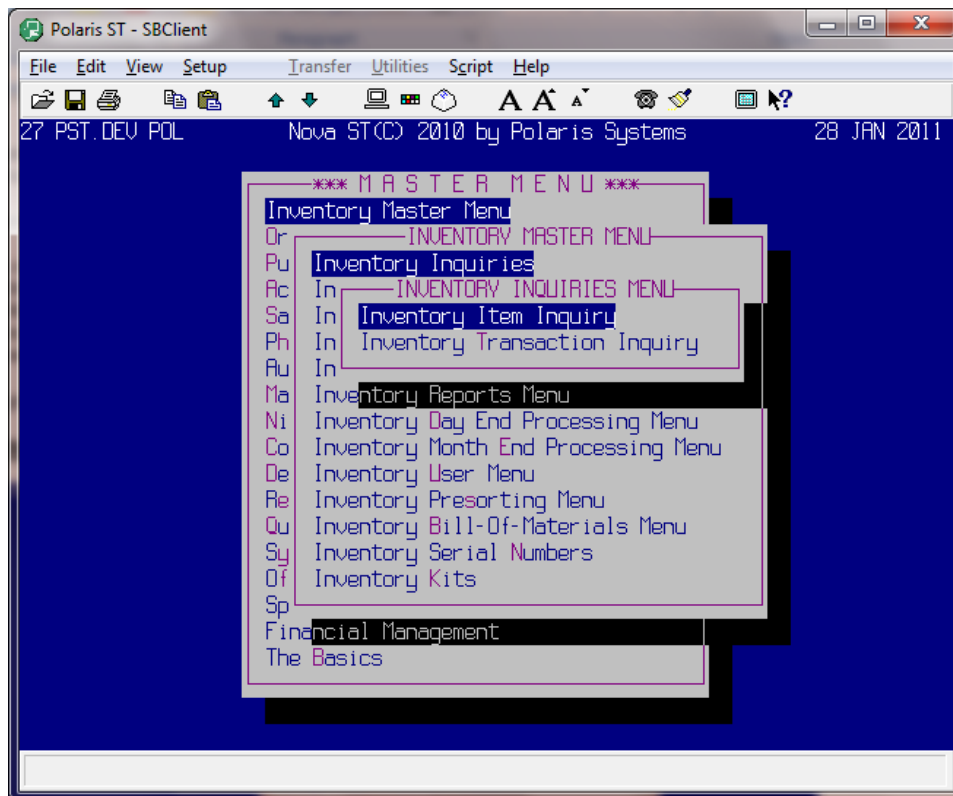 Polaris ST - SBClient
File Edit View Setup Transfer Utilities Script Help
A A A
27 PST.DEV POL Nova ST(C) 2010 by Polaris Systems 28 JAN 2011
*** M A S T E R M E N U ***
Inventory Master Menu
Or INVENTORY MASTER MENU
Pu Inventory Inquiries
Ac In INVENTORY INQUIRIES MENU
Sa In Inventory Item Inquiry
Ph In Inventory Transaction Inquiry
Au In
Ma Inventory Reports Menu
Ni Inventory Day End Processing Menu
Co Inventory Month End Processing Menu
De Inventory User Menu
Re Inventory Presorting Menu
Qu Inventory Bill-Of-Materials Menu
Sy Inventory Serial Numbers
Of Inventory Kits
Sp
Financial Management
The Basics